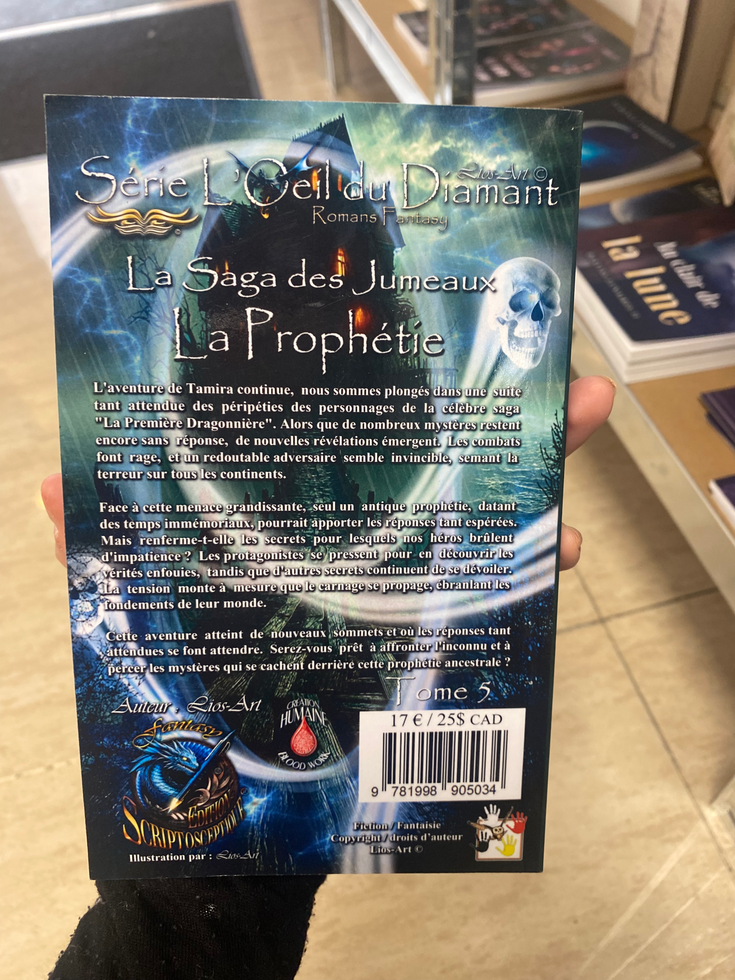 Série L'Oeil du Diamant
Lios-Art ©
Romans Fantasy
La Saga des Jumeaux
La Prophétie
L'aventure de Tamira continue, nous sommes plongés dans une suite
tant attendue des péripéties des personnages de la célèbre saga
"La Première Dragonnière". Alors que de nombreux mystères restent
encore sans réponse, de nouvelles révélations émergent. Les combats
font rage, et un redoutable adversaire semble invincible, semant la
terreur sur tous les continents.
Face à cette menace grandissante, seul un antique prophétie, datant
des temps immémoriaux, pourrait apporter les réponses tant espérées.
Mais renferme-t-elle les secrets pour lesquels nos héros brûlent
d'impatience ? Les protagonistes se pressent pour en découvrir les
vérités enfouies, tandis que d'autres secrets continuent de se dévoiler.
La tension monte à mesure que le carnage se propage, ébranlant les
fondements de leur monde.
Cette aventure atteint de nouveaux sommets et où les réponses tant
attendues se font attendre. Serez-vous prêt à affronter l'inconnu et à
percer les mystères qui se cachent derrière cette prophétie ancestrale ?
Tome 5
Auteur : Lios-Art
Fantasy
EDITION
SCRIPTOSCEPTIQUE
Illustration par : Lios-Art
CREATION
HUMAINE
BLOOD WORK
17 € / 25$ CAD
9 781998 905034
Fiction / Fantaisie
Copyright / droits d'auteur
Lios-Art ©
Au clair de
la lune